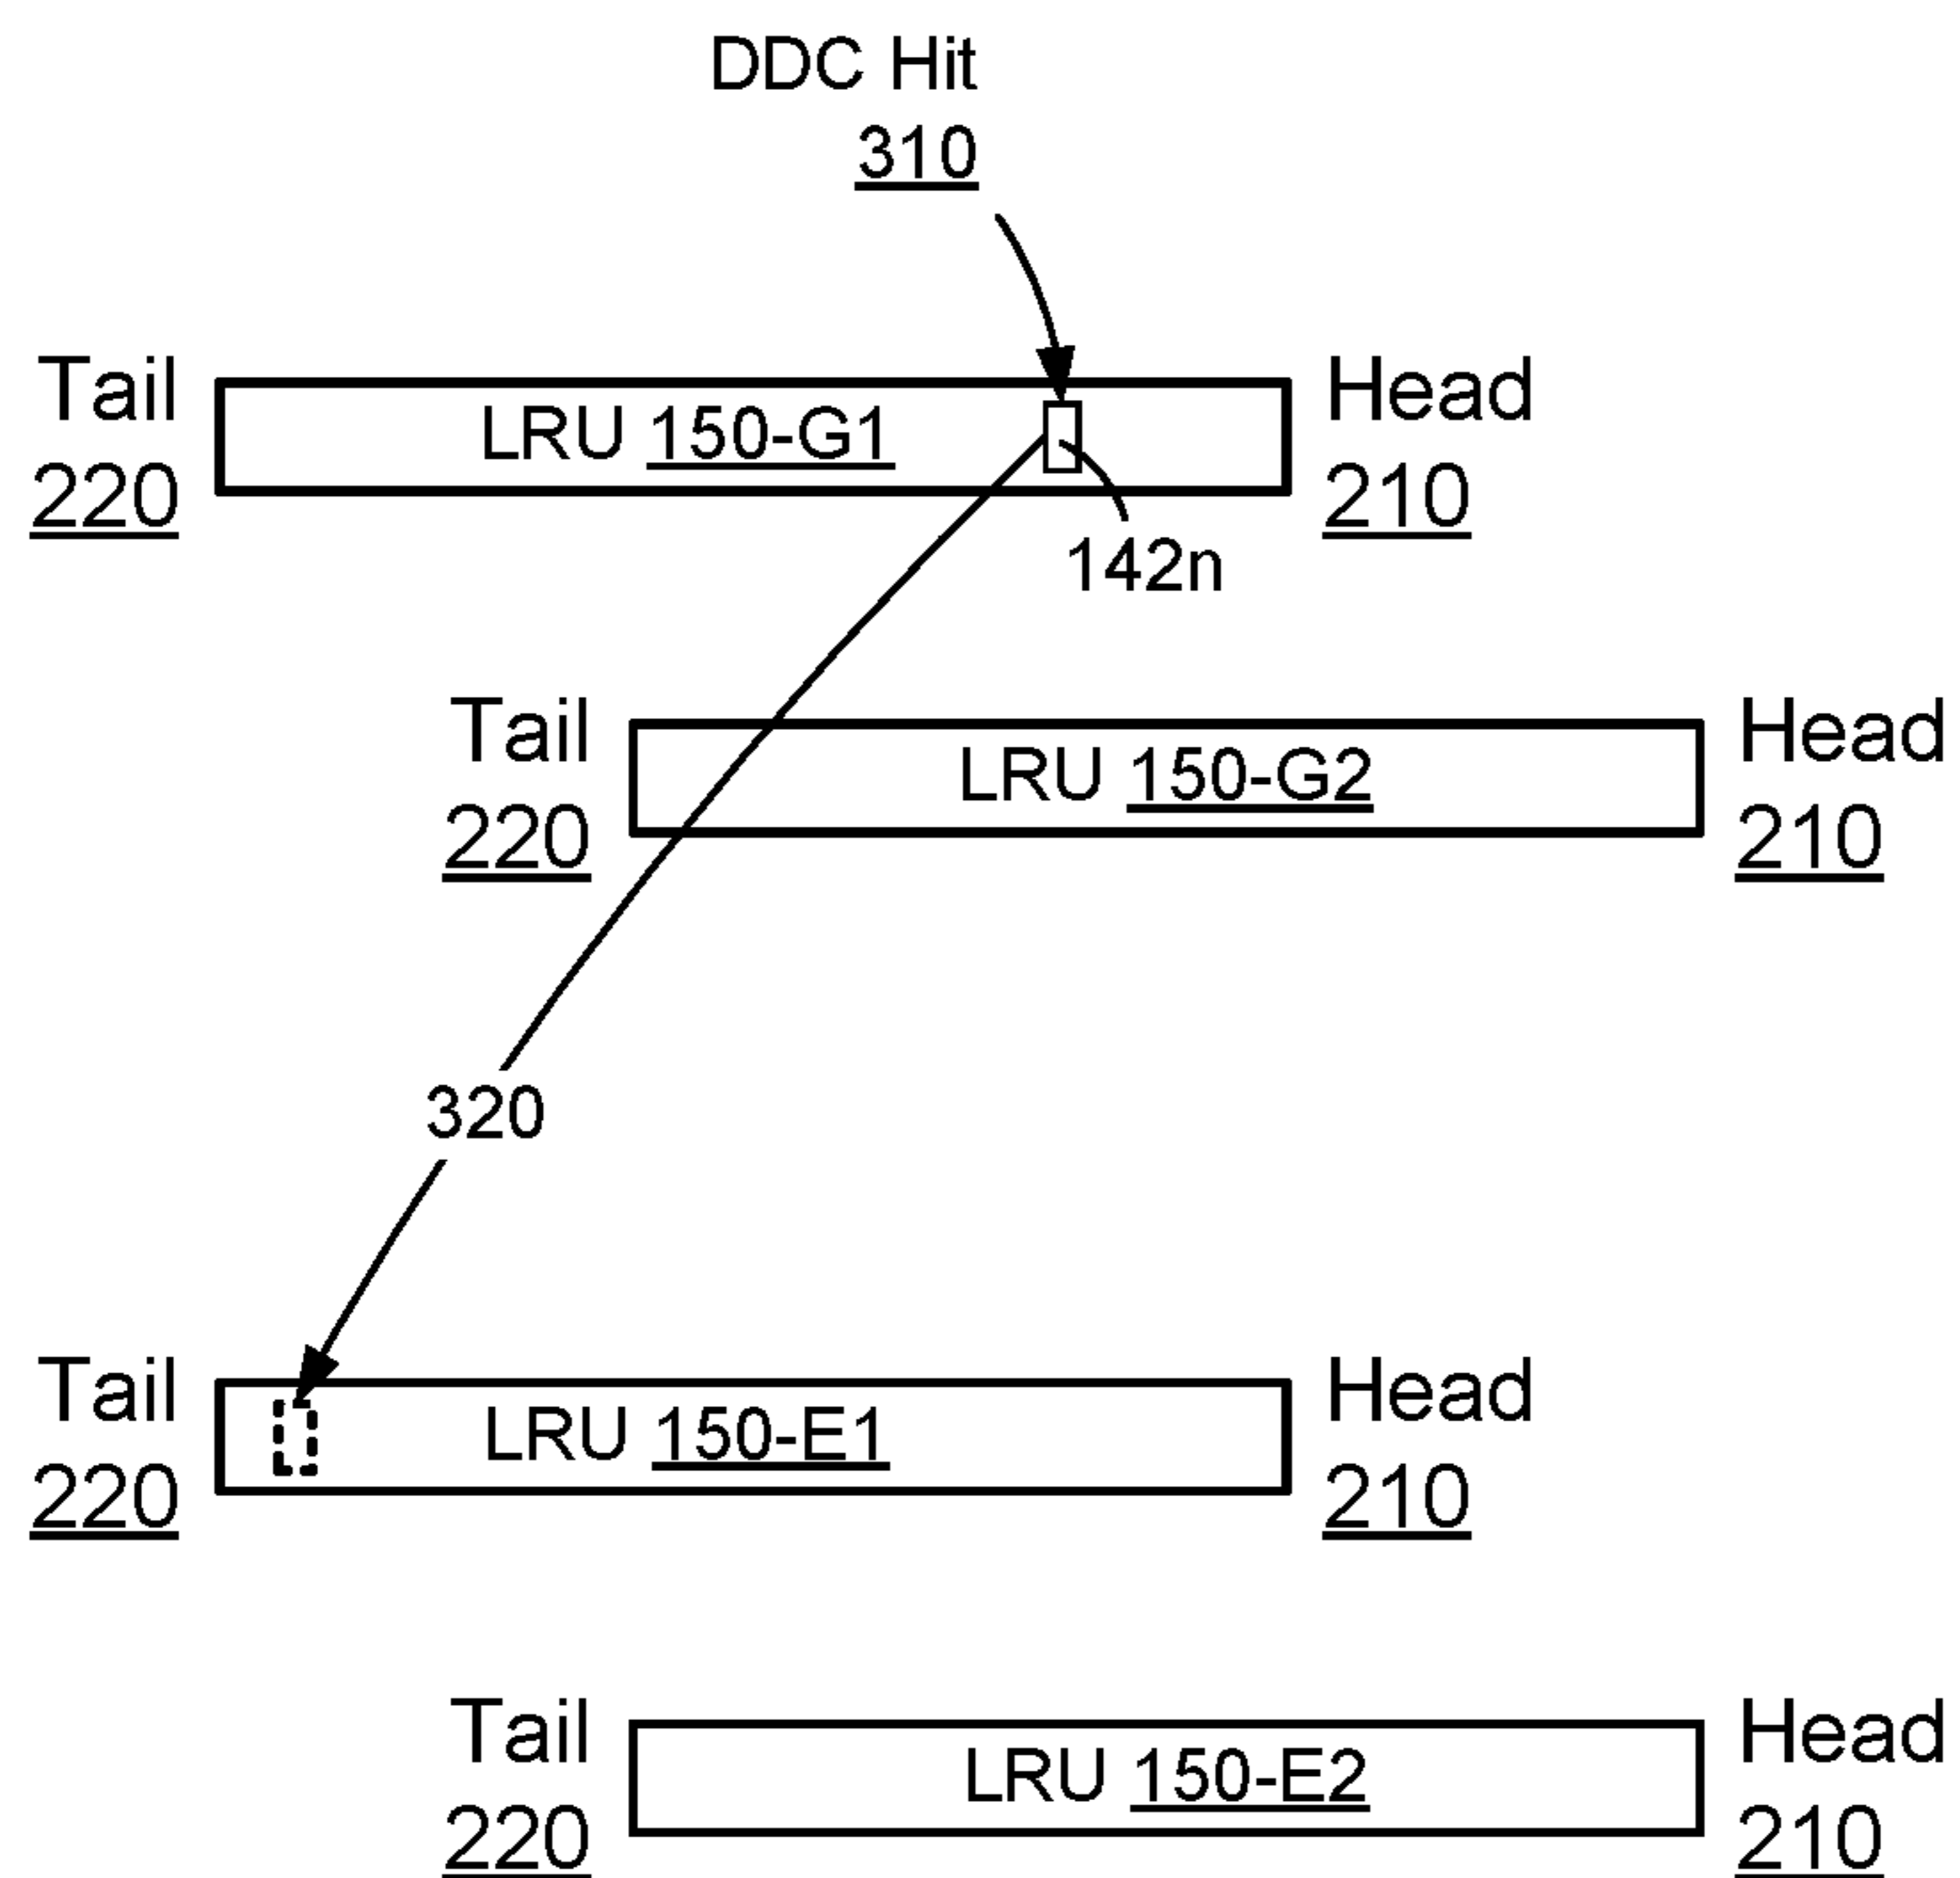 DDC Hit
310
Tail
220
LRU 150-G1
Head
210
142n
Tail
220
LRU 150-G2
Head
210
320
Tail
220
LRU 150-E1
Head
210
Tail
220
LRU 150-E2
Head
210